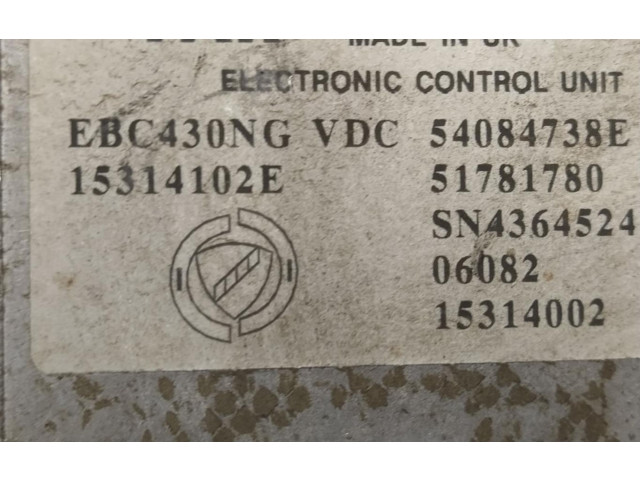 MADE IN UK
ELECTRONIC CONTROL UNIT
EBC430NG VDC 54084738E
15314102E 51781780
SN4364524
06082
15314002